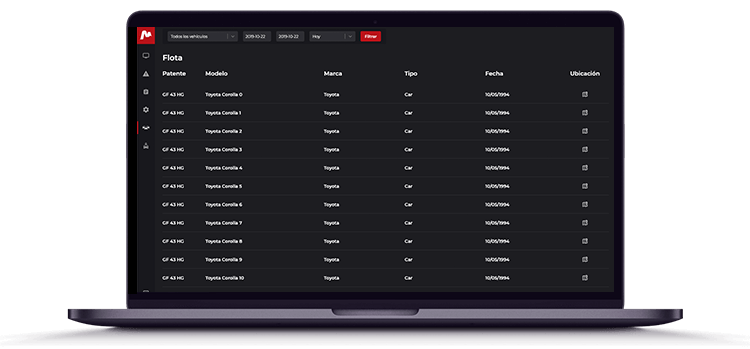 Todos los vehículos 2019-10-22 2019-10-22 Hoy Filtrar
Flota
Patente Modelo Marca Tipo Fecha Ubicación
GF 43 HG Toyota Corolla 0 Toyota Car 10/05/1994
GF 43 HG Toyota Corolla 1 Toyota Car 10/05/1994
GF 43 HG Toyota Corolla 2 Toyota Car 10/05/1994
GF 43 HG Toyota Corolla 3 Toyota Car 10/05/1994
GF 43 HG Toyota Corolla 4 Toyota Car 10/05/1994
GF 43 HG Toyota Corolla 5 Toyota Car 10/05/1994
GF 43 HG Toyota Corolla 6 Toyota Car 10/05/1994
GF 43 HG Toyota Corolla 7 Toyota Car 10/05/1994
GF 43 HG Toyota Corolla 8 Toyota Car 10/05/1994
GF 43 HG Toyota Corolla 9 Toyota Car 10/05/1994
GF 43 HG Toyota Corolla 10 Toyota Car 10/05/1994